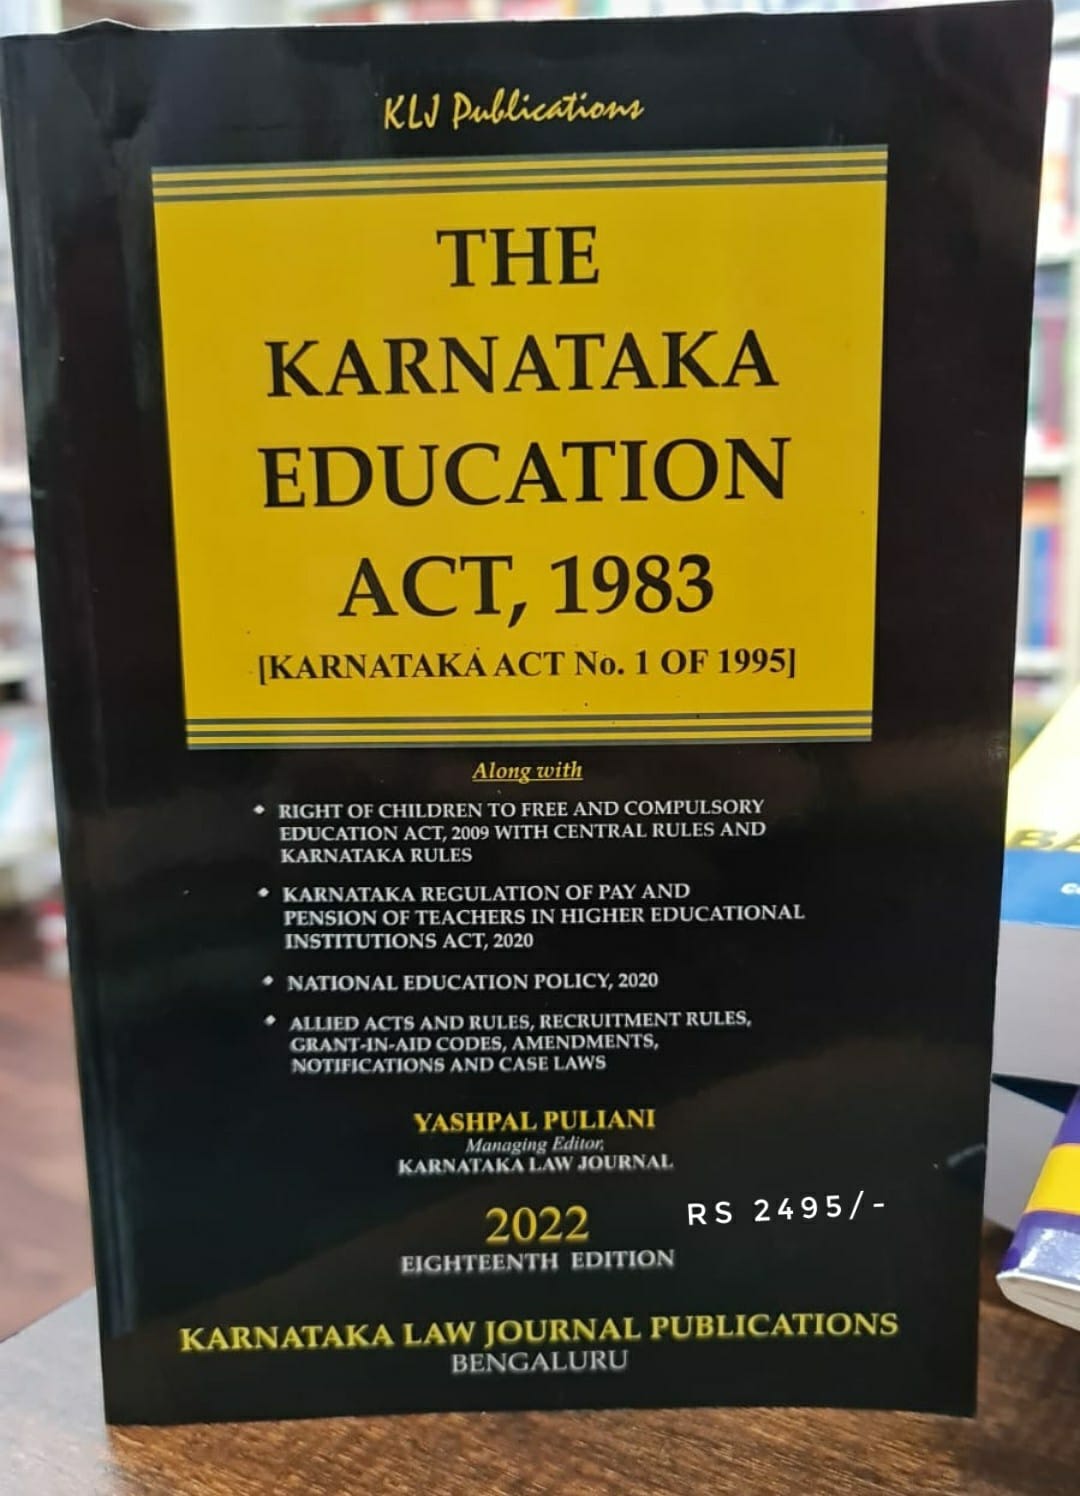 KLJ Publications
THE
KARNATAKA
EDUCATION
ACT, 1983
[KARNATAKA ACT No. 1 OF 1995]
Along with
◆ RIGHT OF CHILDREN TO FREE AND COMPULSORY
EDUCATION ACT, 2009 WITH CENTRAL RULES AND
KARNATAKA RULES
◆ KARNATAKA REGULATION OF PAY AND
PENSION OF TEACHERS IN HIGHER EDUCATIONAL
INSTITUTIONS ACT, 2020
◆ NATIONAL EDUCATION POLICY, 2020
◆ ALLIED ACTS AND RULES, RECRUITMENT RULES,
GRANT-IN-AID CODES, AMENDMENTS,
NOTIFICATIONS AND CASE LAWS
YASHPAL PULIANI
Managing Editor,
KARNATAKA LAW JOURNAL
2022
RS 2495/-
EIGHTEENTH EDITION
KARNATAKA LAW JOURNAL PUBLICATIONS
BENGALURU